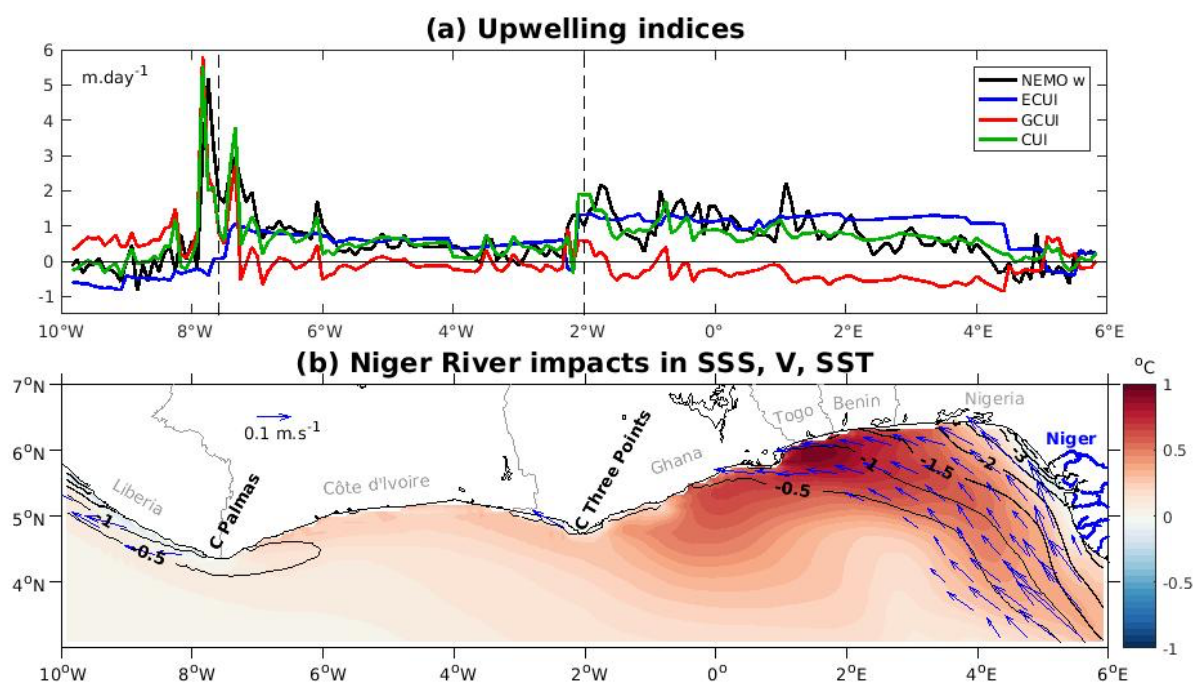 (a) Upwelling indices
6
5
4
3
2
1
0
-1
m.day-1
NEMO w
ECUI
GCUI
CUI
10°W 8°W 6°W 4°W 2°W 0° 2°E 4°E 6°E
(b) Niger River impacts in SSS, V, SST
°C
7°N
6°N
5°N
4°N
0.1 m.s-1
Togo
Benin
Nigeria
Niger
Ghana
Liberia
C Palmas
Côte d'Ivoire
C Three Points
-1
-0.5
-0.5
-1
-1.5
-2
-3
1
0.5
0
-0.5
-1
10°W 8°W 6°W 4°W 2°W 0° 2°E 4°E 6°E